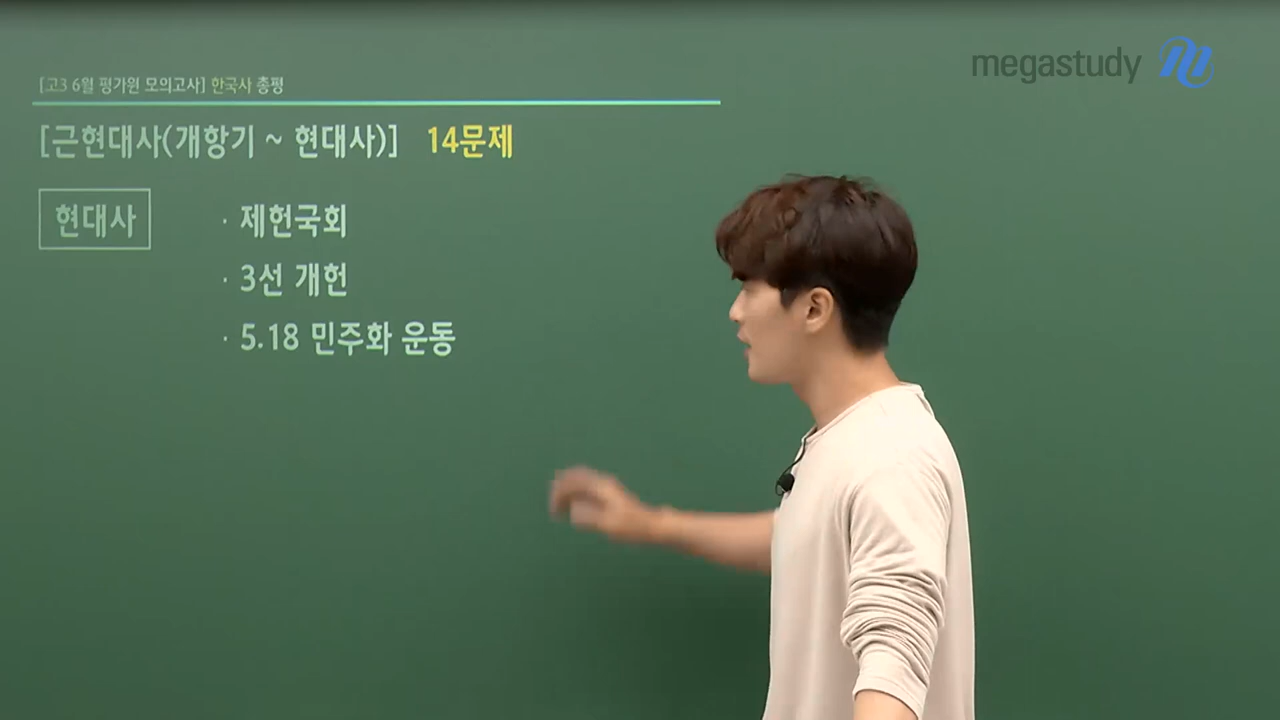 [고3 6월 평가원 모의고사] 한국사 총평
megastudy
[근현대사(개항기 ~ 현대사)] 14문제
현대사
· 제헌국회
· 3선 개헌
· 5.18 민주화 운동